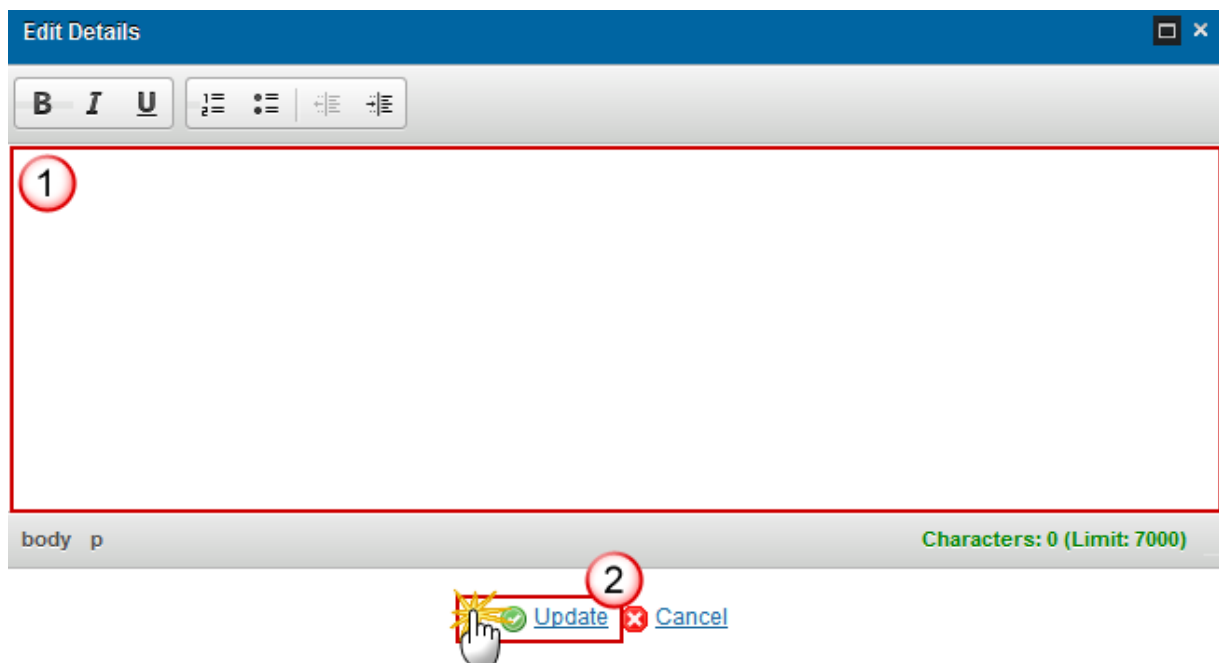 Edit Details
B I U
1
body p Characters: 0 (Limit: 7000)
2
Update Cancel